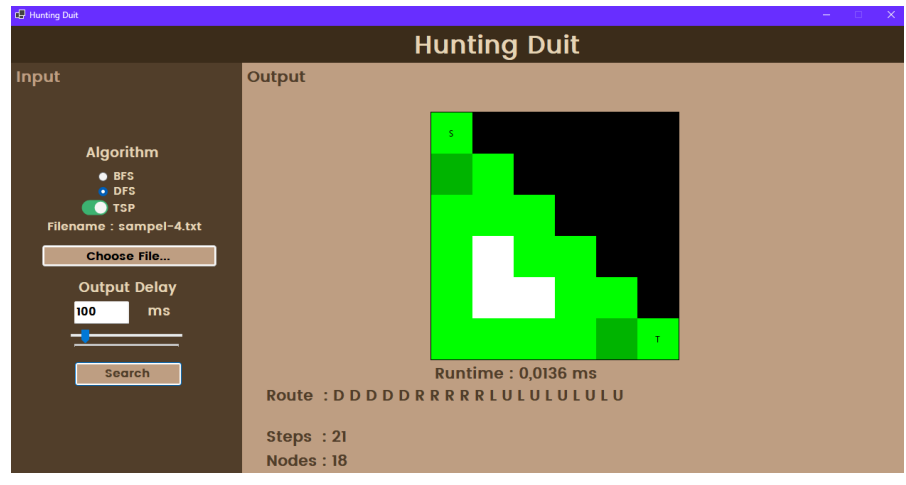 Hunting Duit
Hunting Duit
Input
Output
Algorithm
BFS
DFS
TSP
Filename : sampel-4.txt
Choose File...
Output Delay
100 ms
Search
S
T
Runtime : 0,0136 ms
Route : D D D D D R R R R R L U L U L U L U L U
Steps : 21
Nodes : 18